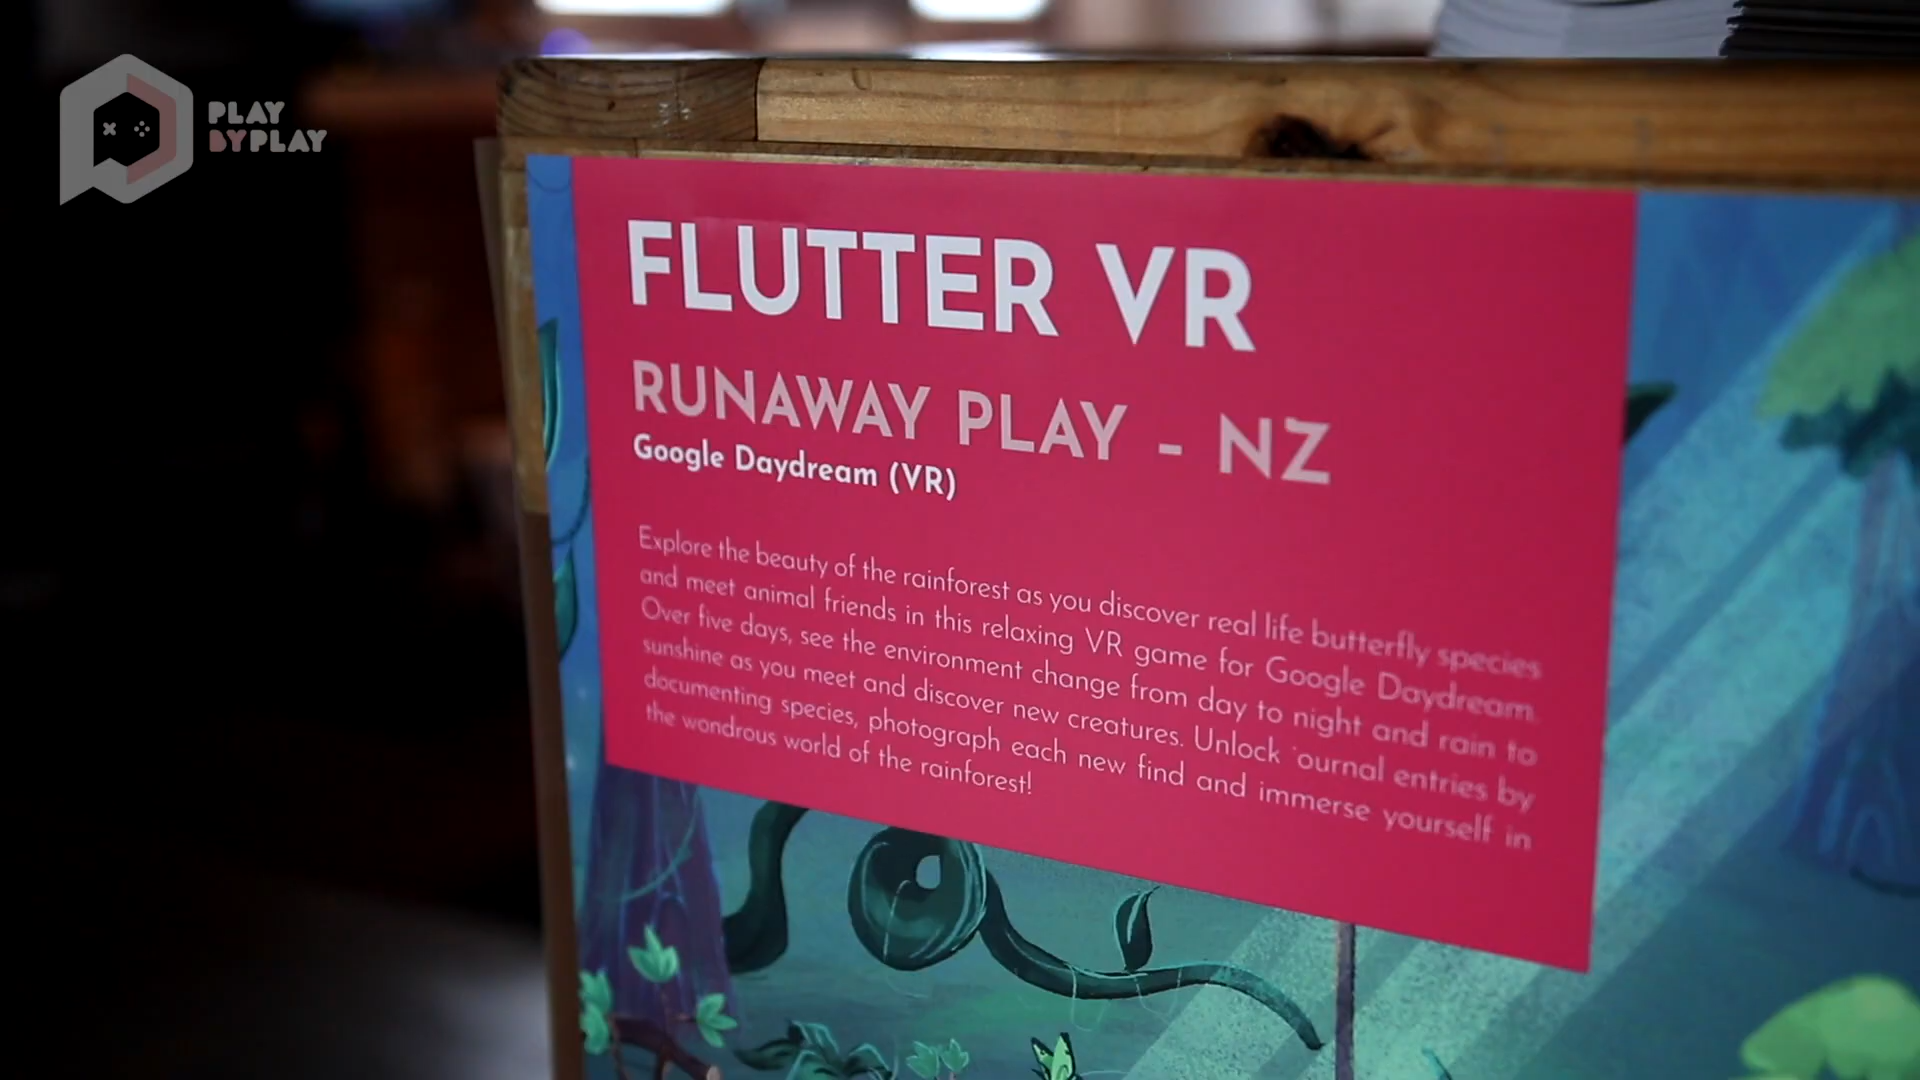 PLAY
BYPLAY
FLUTTER VR
RUNAWAY PLAY - NZ
Google Daydream (VR)
Explore the beauty of the rainforest as you discover real life butterfly species
and meet animal friends in this relaxing VR game for Google Daydream.
Over five days, see the environment change from day to night and rain to
sunshine as you meet and discover new creatures. Unlock journal entries by
documenting species, photograph each new find and immerse yourself in
the wondrous world of the rainforest!